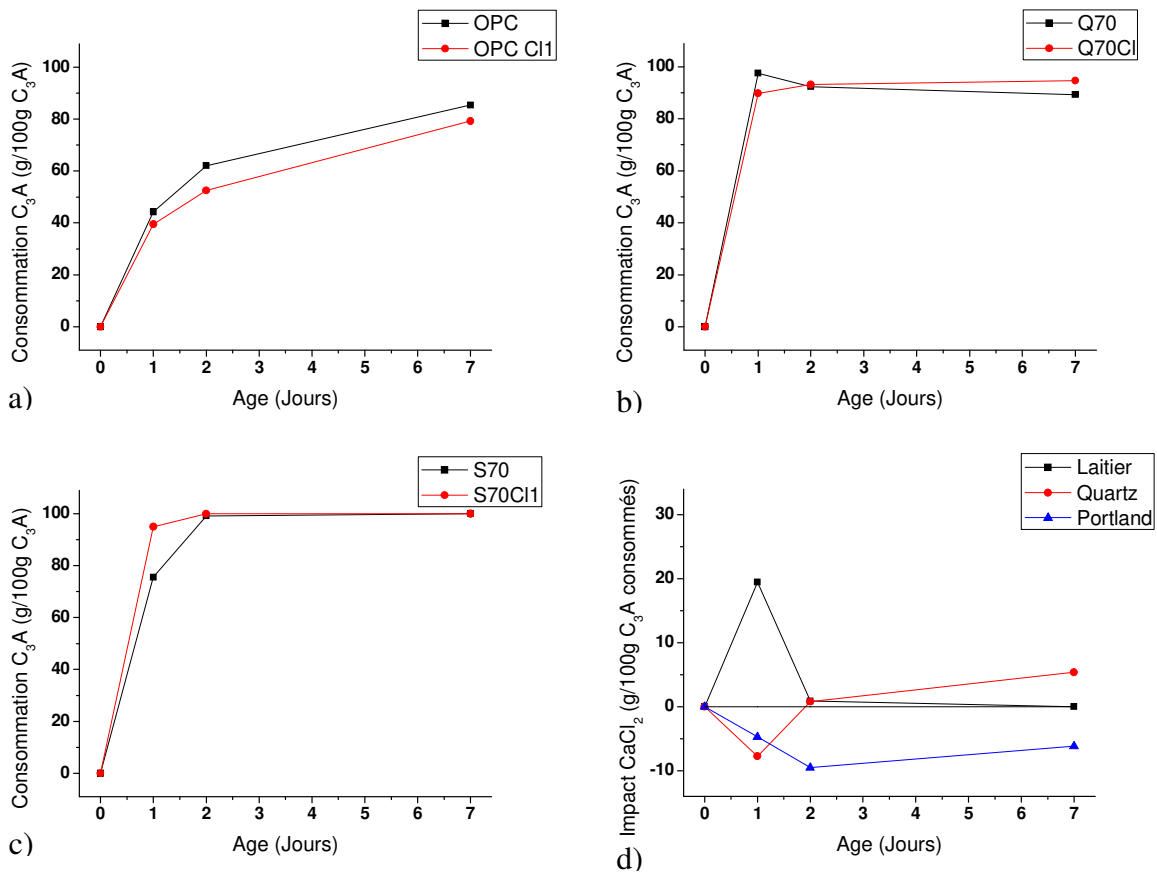 OPC
OPC Cl1
Consommation C₃A (g/100g C₃A)
100
80
60
40
20
0
0 1 2 3 4 5 6 7
Age (Jours)
a)
Q70
Q70Cl
Consommation C₃A (g/100g C₃A)
100
80
60
40
20
0
0 1 2 3 4 5 6 7
Age (Jours)
b)
S70
S70Cl1
Consommation C₃A (g/100g C₃A)
100
80
60
40
20
0
0 1 2 3 4 5 6 7
Age (Jours)
c)
Laitier
Quartz
Portland
Impact CaCl₂ (g/100g C₃A consommés)
30
20
10
0
-10
0 1 2 3 4 5 6 7
Age (Jours)
d)